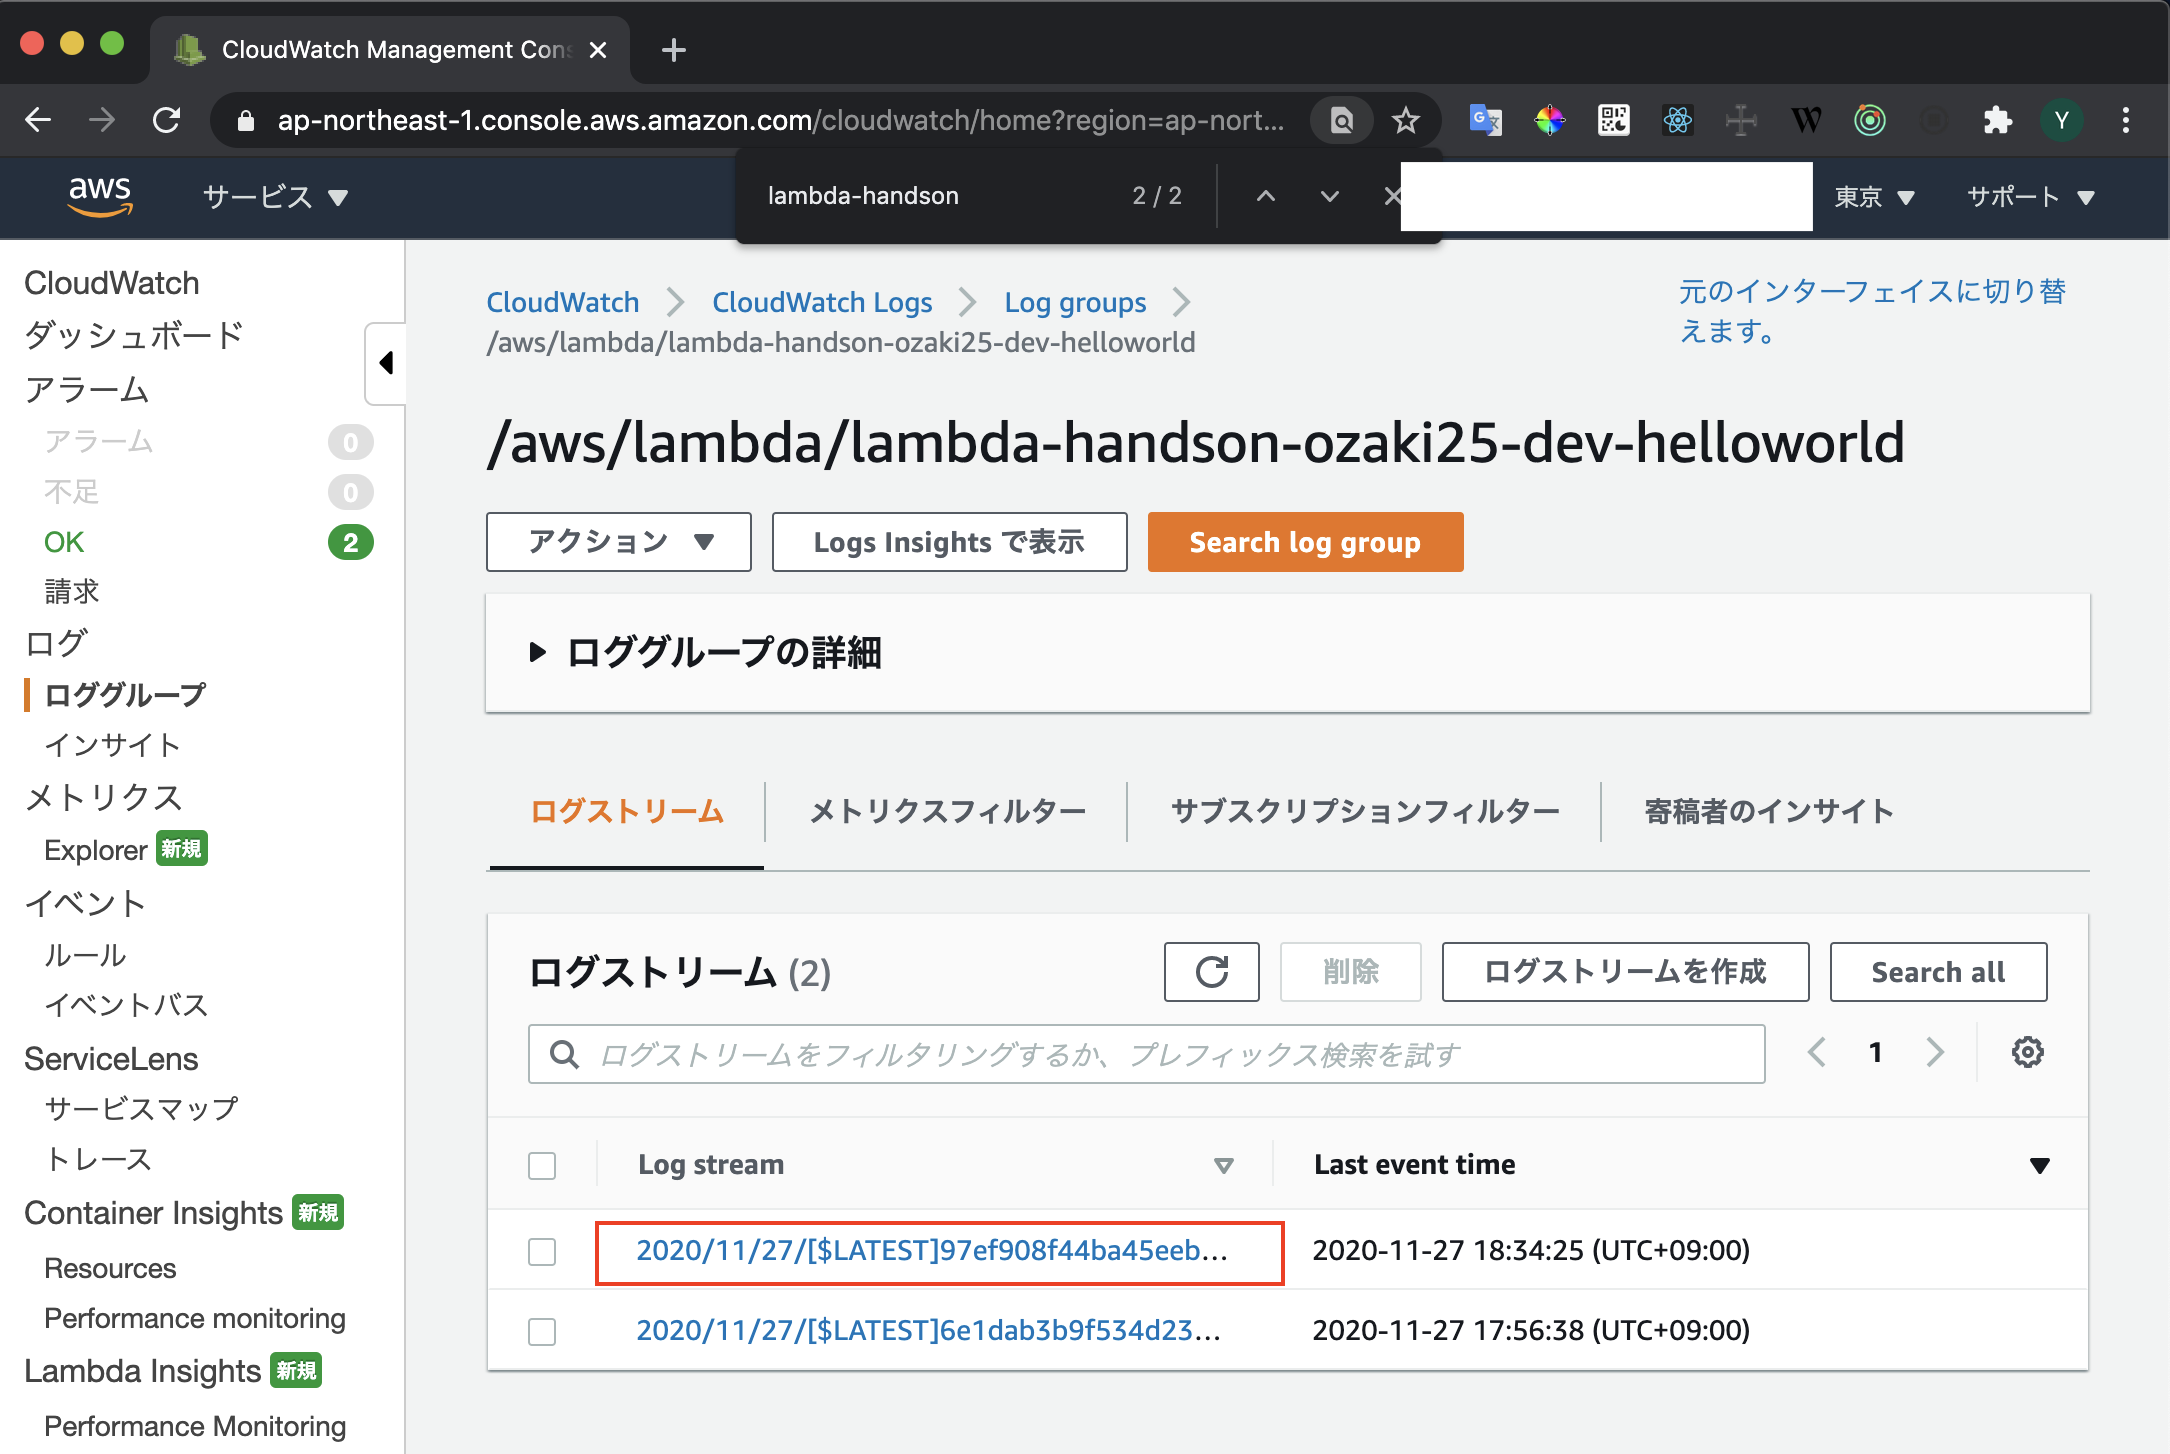 CloudWatch Management Cons
ap-northeast-1.console.aws.amazon.com/cloudwatch/home?region=ap-nort...
Y
aws
サービス
lambda-handson
2 / 2
東京
サポート
CloudWatch
ダッシュボード
アラーム
アラーム 0
不足 0
OK 2
請求
ログ
ロググループ
インサイト
メトリクス
Explorer 新規
イベント
ルール
イベントバス
ServiceLens
サービスマップ
トレース
Container Insights 新規
Resources
Performance monitoring
Lambda Insights 新規
Performance Monitoring
CloudWatch
CloudWatch Logs
Log groups
/aws/lambda/lambda-handson-ozaki25-dev-helloworld
元のインターフェイスに切り替
えます。
/aws/lambda/lambda-handson-ozaki25-dev-helloworld
アクション
Logs Insights で表示
Search log group
ロググループの詳細
ログストリーム
メトリクスフィルター
サブスクリプションフィルター
寄稿者のインサイト
ログストリーム (2)
削除
ログストリームを作成
Search all
ログストリームをフィルタリングするか、プレフィックス検索を試す
1
Log stream
Last event time
2020/11/27/[$LATEST]97ef908f44ba45eeb...
2020-11-27 18:34:25 (UTC+09:00)
2020/11/27/[$LATEST]6e1dab3b9f534d23...
2020-11-27 17:56:38 (UTC+09:00)